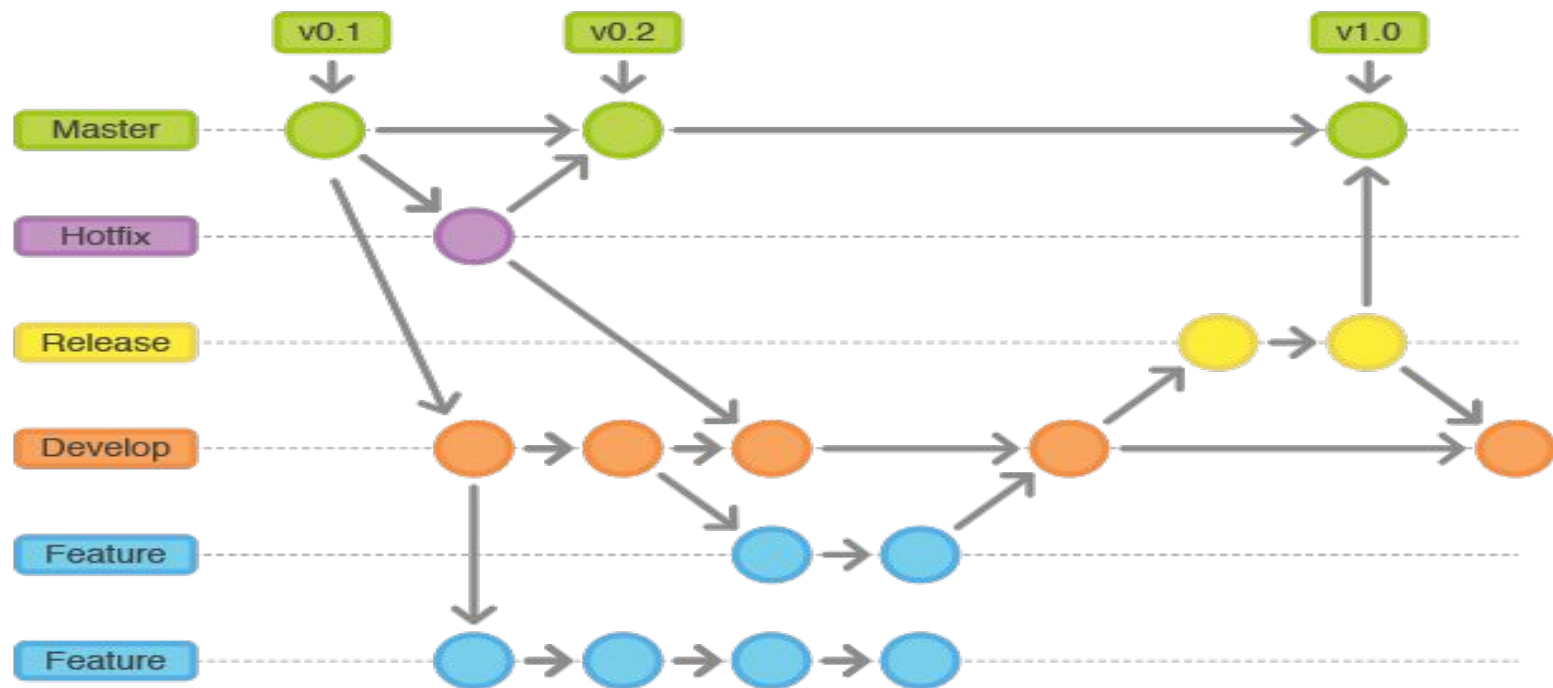 v0.1
v0.2
v1.0
Master
Hotfix
Release
Develop
Feature
Feature